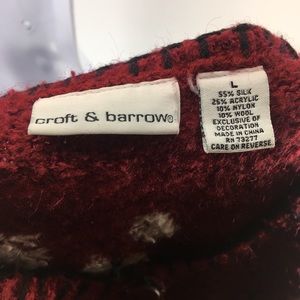 croft & barrow®
L
55% SILK
25% ACRYLIC
10% NYLON
10% WOOL
EXCLUSIVE OF
DECORATION
MADE IN CHINA
RN 73277
CARE ON REVERSE